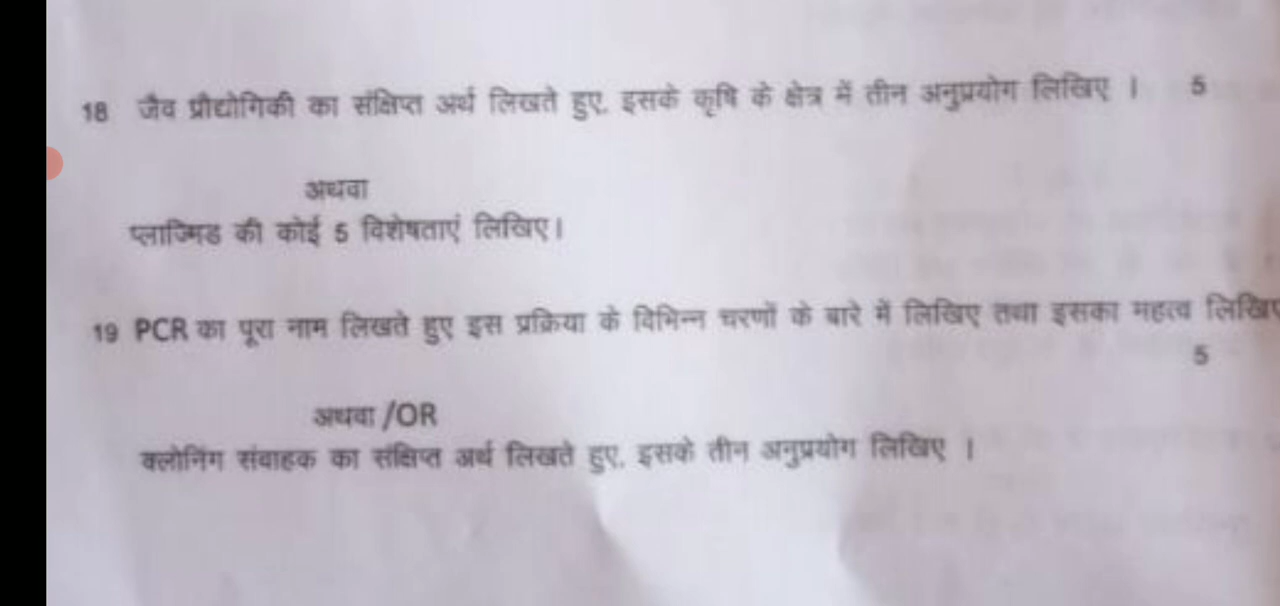 18 जैव प्रौद्योगिकी का संक्षिप्त अर्थ लिखते हुए, इसके कृषि के क्षेत्र में तीन अनुप्रयोग लिखिए । 5
अथवा
प्लाज्मिड की कोई 5 विशेषताएं लिखिए।
19 PCR का पूरा नाम लिखते हुए इस प्रक्रिया के विभिन्न चरणों के बारे में लिखिए तथा इसका महत्व लिखिए
5
अथवा /OR
क्लोनिंग संवाहक का संक्षिप्त अर्थ लिखते हुए, इसके तीन अनुप्रयोग लिखिए ।